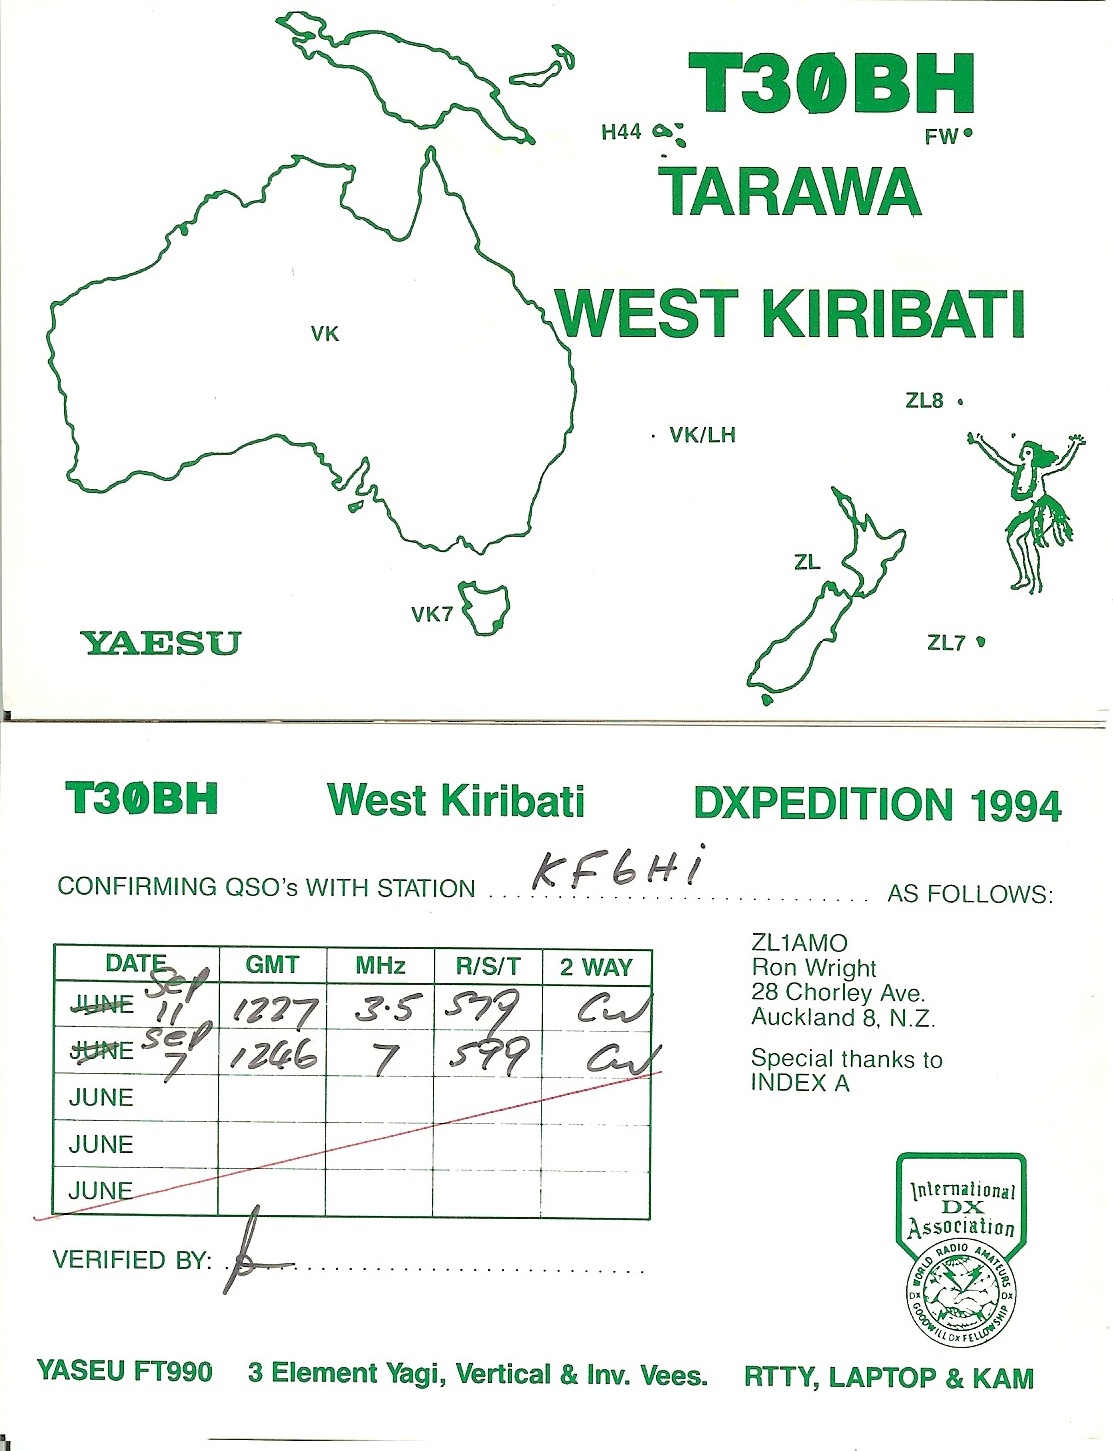 T3ØBH
H44
FW
TARAWA
WEST KIRIBATI
VK
ZL8
VK/LH
ZL
VK7
YAESU
ZL7
T3ØBH West Kiribati DXPEDITION 1994
CONFIRMING QSO's WITH STATION KF6Hi AS FOLLOWS:
ZL1AMO
Ron Wright
28 Chorley Ave.
Auckland 8, N.Z.
Special thanks to
INDEX A
DATE GMT MHz R/S/T 2 WAY
JUNE Sep 11 1227 3.5 579 CW
JUNE Sep 7 1246 7 599 CW
JUNE
JUNE
JUNE
International
DX
Association
WORLD RADIO AMATEURS
DX DX
GOODWILL DX FELLOWSHIP
VERIFIED BY:
YASEU FT990 3 Element Yagi, Vertical & Inv. Vees. RTTY, LAPTOP & KAM